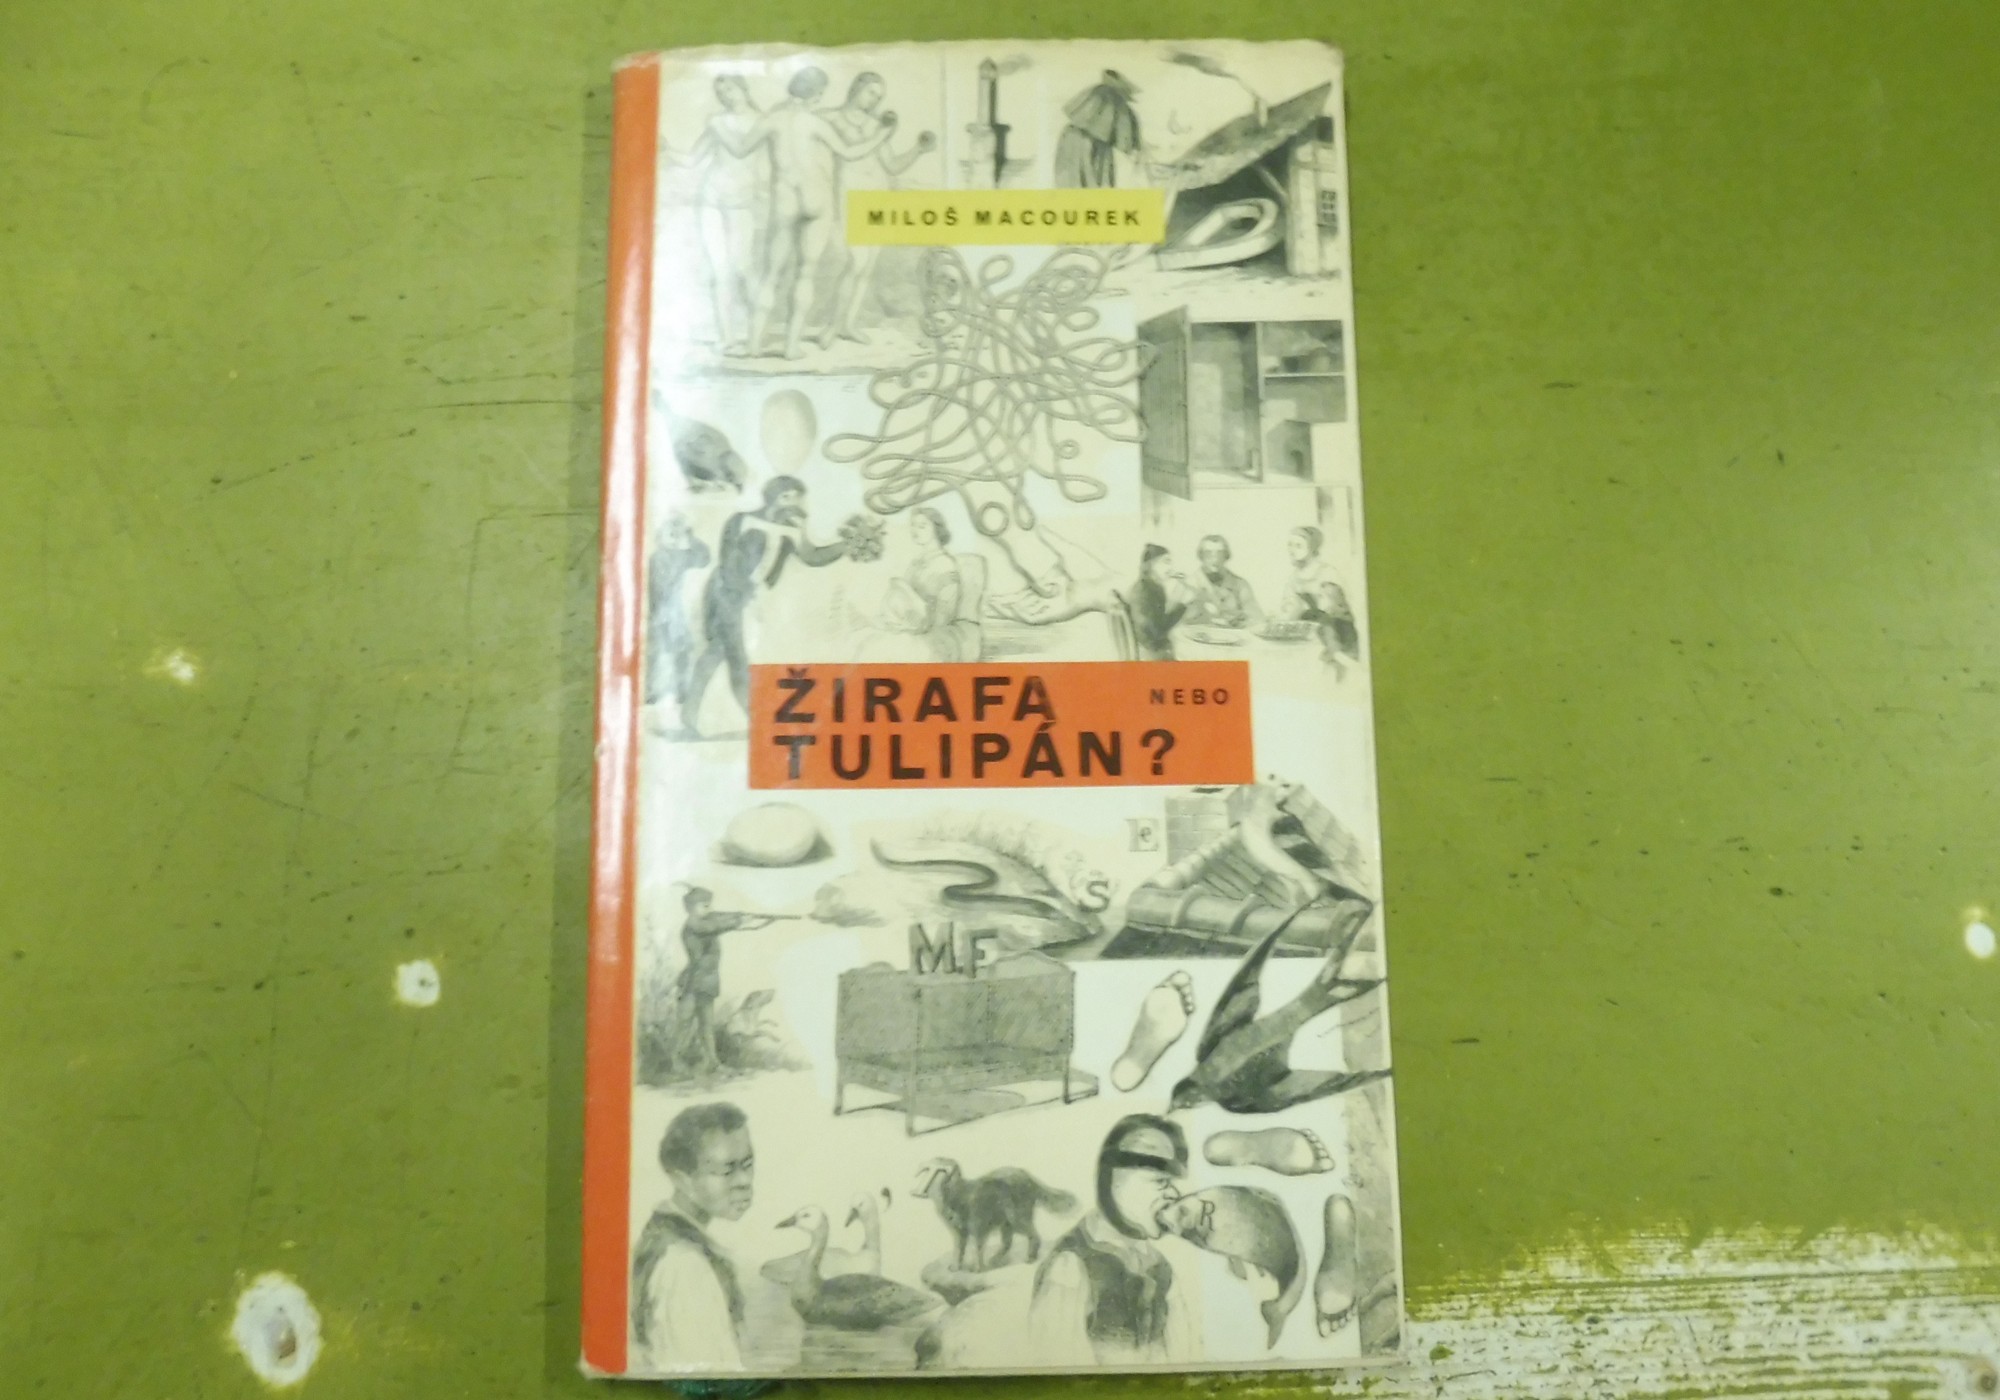 MILOŠ MACOUREK
ŽIRAFA NEBO
TULIPÁN?
e
S
M.F
T
R